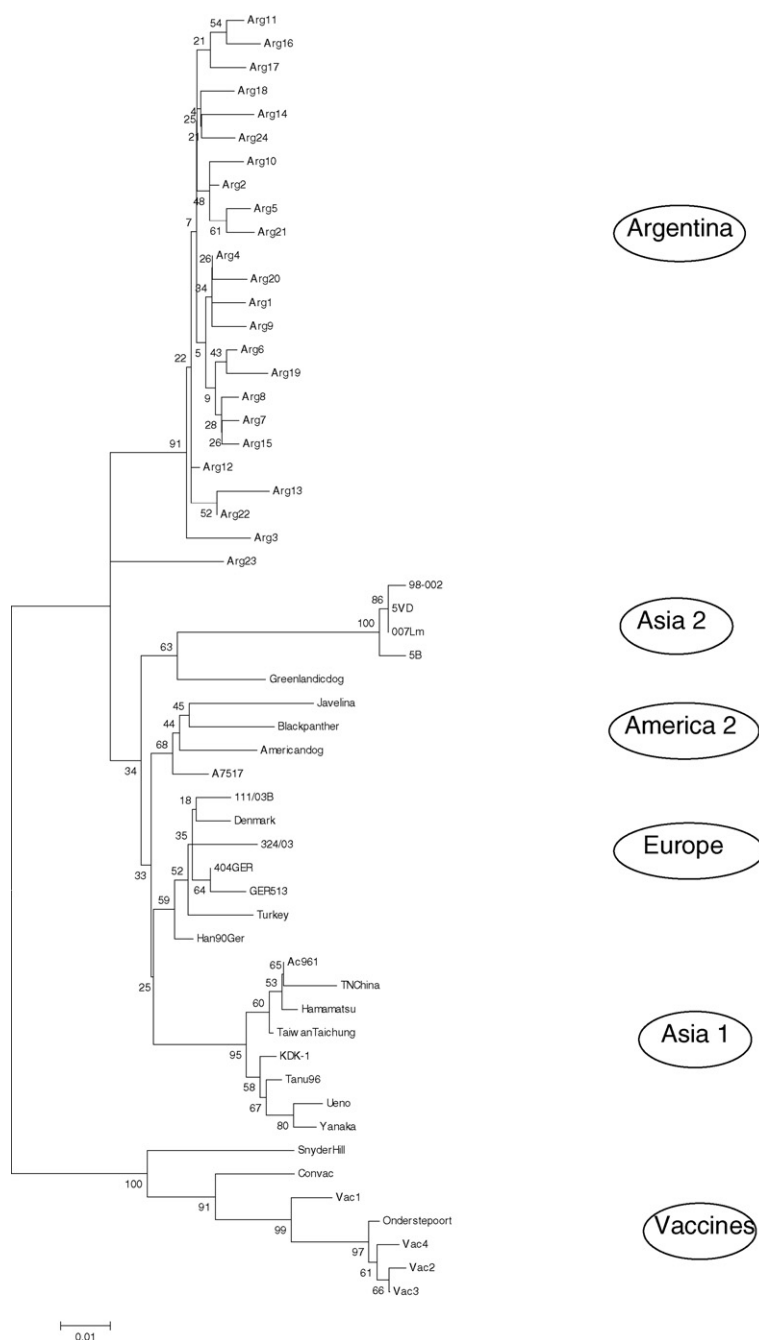 Arg11
54
Arg16
21
Arg17
Arg18
4
Arg14
25
21
Arg24
Arg10
Arg2
48
Arg5
61
Arg21
7
Arg4
26
Arg20
34
Arg1
Arg9
5
Arg6
43
22
Arg19
9
Arg8
Arg7
28
Arg15
26
91
Arg12
Arg13
52
Arg22
Arg3
Arg23
Argentina
98-002
86
5VD
100
007Lm
5B
63
Greenlandicdog
Asia 2
34
Javelina
45
Blackpanther
44
Americandog
68
A7517
America 2
33
111/03B
18
Denmark
35
324/03
52
404GER
64
GER513
59
Turkey
Han90Ger
Europe
25
Ac961
65
TNChina
53
Hamamatsu
60
TaiwanTaichung
95
KDK-1
58
Tanu96
67
Ueno
80
Yanaka
Asia 1
SnyderHill
100
Convac
91
Vac1
99
Onderstepoort
97
Vac4
61
Vac2
66
Vac3
Vaccines
0.01